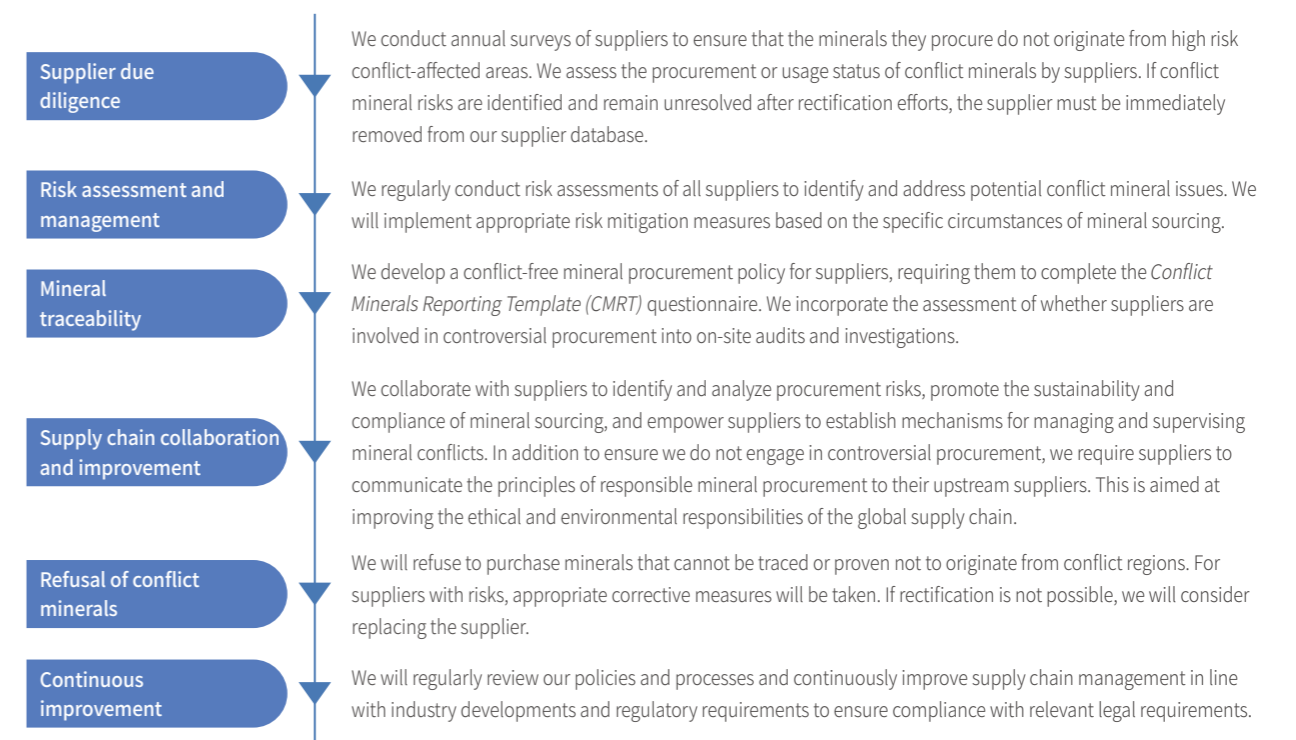 Supplier due
diligence
We conduct annual surveys of suppliers to ensure that the minerals they procure do not originate from high risk
conflict-affected areas. We assess the procurement or usage status of conflict minerals by suppliers. If conflict
mineral risks are identified and remain unresolved after rectification efforts, the supplier must be immediately
removed from our supplier database.
Risk assessment and
management
We regularly conduct risk assessments of all suppliers to identify and address potential conflict mineral issues. We
will implement appropriate risk mitigation measures based on the specific circumstances of mineral sourcing.
Mineral
traceability
We develop a conflict-free mineral procurement policy for suppliers, requiring them to complete the Conflict
Minerals Reporting Template (CMRT) questionnaire. We incorporate the assessment of whether suppliers are
involved in controversial procurement into on-site audits and investigations.
Supply chain collaboration
and improvement
We collaborate with suppliers to identify and analyze procurement risks, promote the sustainability and
compliance of mineral sourcing, and empower suppliers to establish mechanisms for managing and supervising
mineral conflicts. In addition to ensure we do not engage in controversial procurement, we require suppliers to
communicate the principles of responsible mineral procurement to their upstream suppliers. This is aimed at
improving the ethical and environmental responsibilities of the global supply chain.
Refusal of conflict
minerals
We will refuse to purchase minerals that cannot be traced or proven not to originate from conflict regions. For
suppliers with risks, appropriate corrective measures will be taken. If rectification is not possible, we will consider
replacing the supplier.
Continuous
improvement
We will regularly review our policies and processes and continuously improve supply chain management in line
with industry developments and regulatory requirements to ensure compliance with relevant legal requirements.